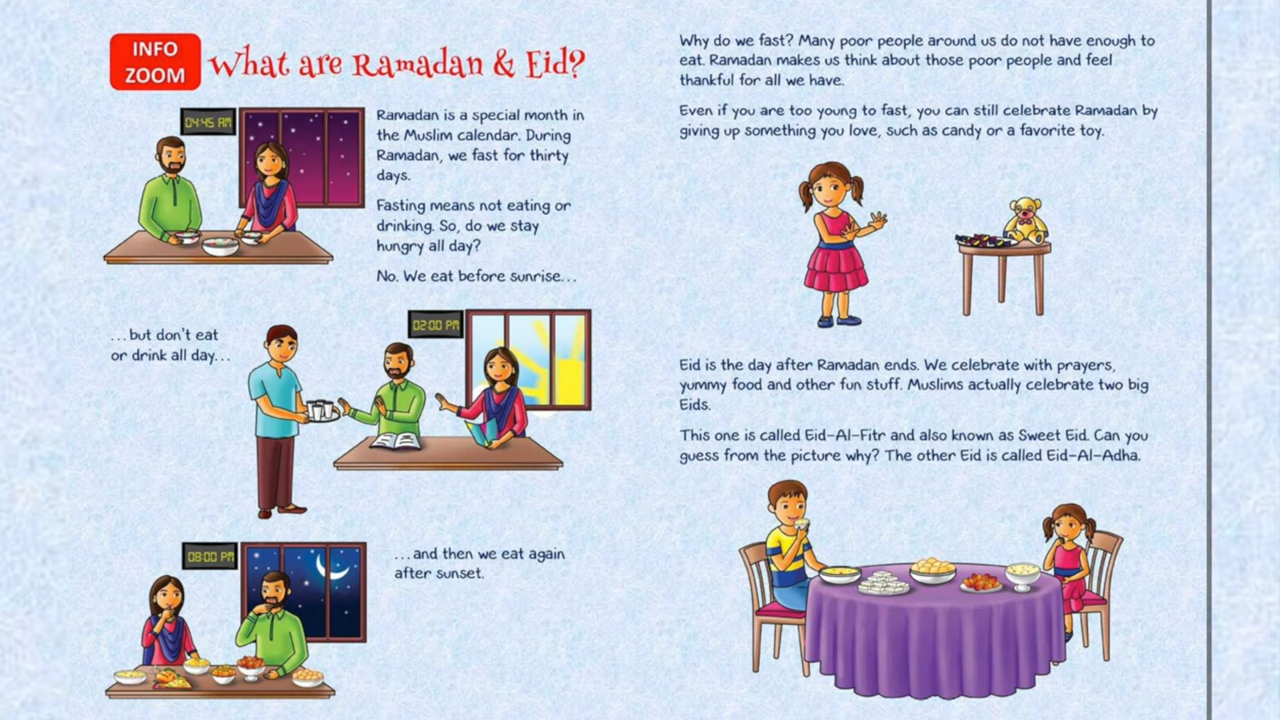 INFO
ZOOM
What are Ramadan & Eid?
04:45 AM
Ramadan is a special month in
the Muslim calendar. During
Ramadan, we fast for thirty
days.
Fasting means not eating or
drinking. So, do we stay
hungry all day?
No. We eat before sunrise...
...but don't eat
or drink all day...
02:00 PM
08:00 PM
...and then we eat again
after sunset.
Why do we fast? Many poor people around us do not have enough to
eat. Ramadan makes us think about those poor people and feel
thankful for all we have.
Even if you are too young to fast, you can still celebrate Ramadan by
giving up something you love, such as candy or a favorite toy.
Eid is the day after Ramadan ends. We celebrate with prayers,
yummy food and other fun stuff. Muslims actually celebrate two big
Eids.
This one is called Eid-Al-Fitr and also known as Sweet Eid. Can you
guess from the picture why? The other Eid is called Eid-Al-Adha.